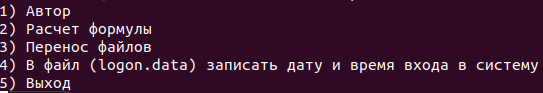 1) Автор
2) Расчет формулы
3) Перенос файлов
4) В файл (logon.data) записать дату и время входа в систему
5) Выход